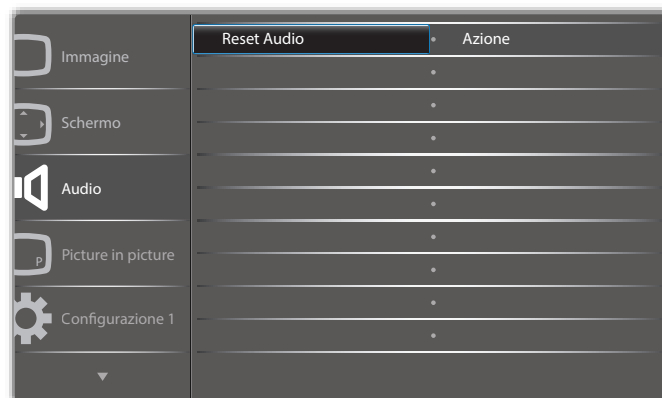 Immagine
Reset Audio
Azione
Schermo
Audio
P
Picture in picture
Configurazione 1